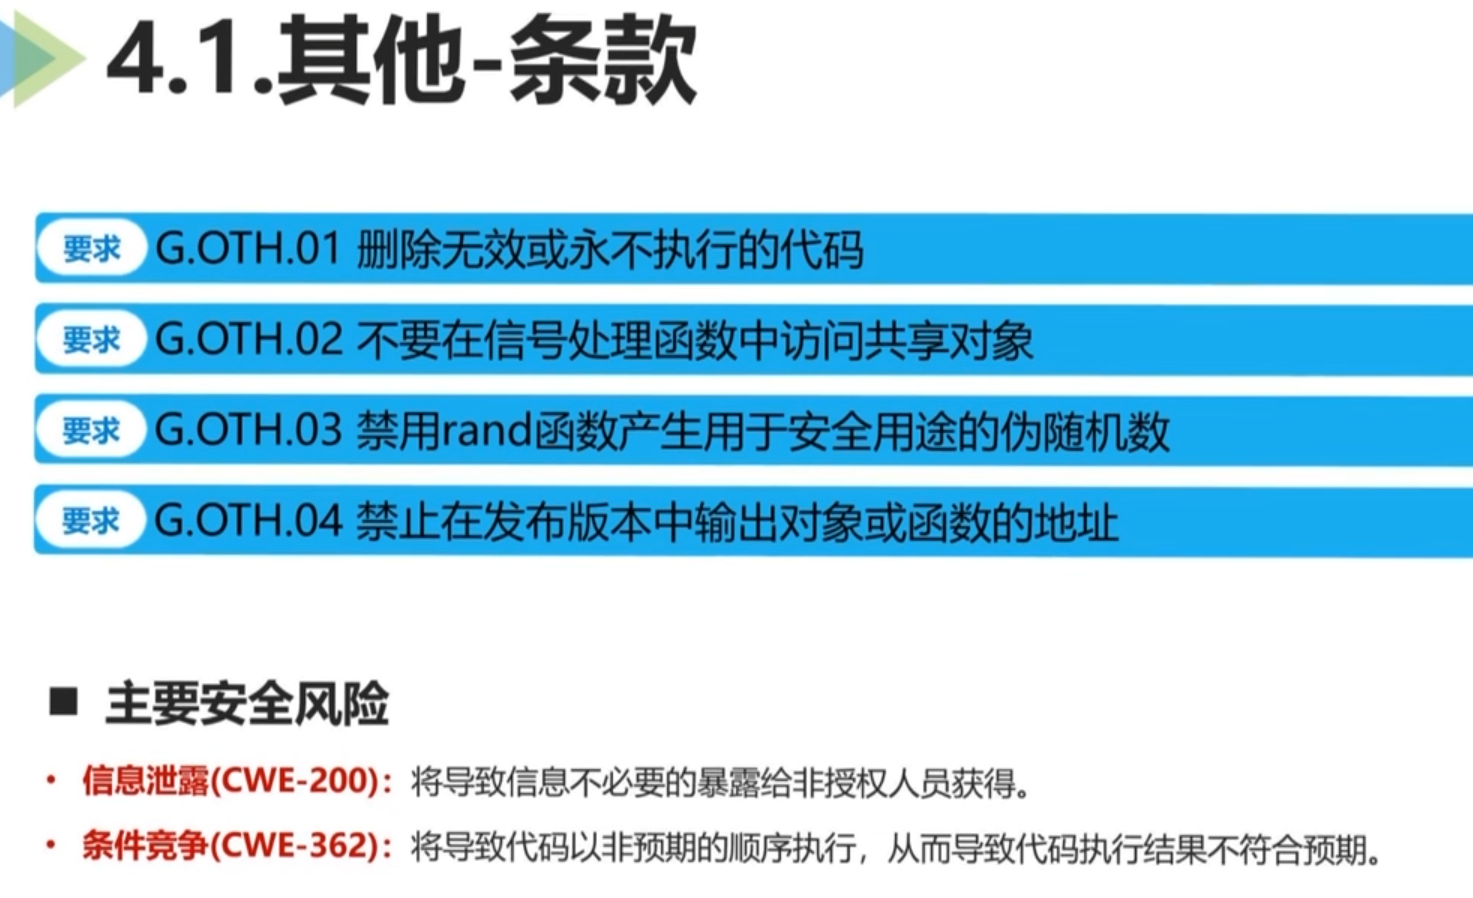 4.1.其他-条款
要求 G.OTH.01 删除无效或永不执行的代码
要求 G.OTH.02 不要在信号处理函数中访问共享对象
要求 G.OTH.03 禁用rand函数产生用于安全用途的伪随机数
要求 G.OTH.04 禁止在发布版本中输出对象或函数的地址
■ 主要安全风险
• 信息泄露(CWE-200)：将导致信息不必要的暴露给非授权人员获得。
• 条件竞争(CWE-362)：将导致代码以非预期的顺序执行，从而导致代码执行结果不符合预期。